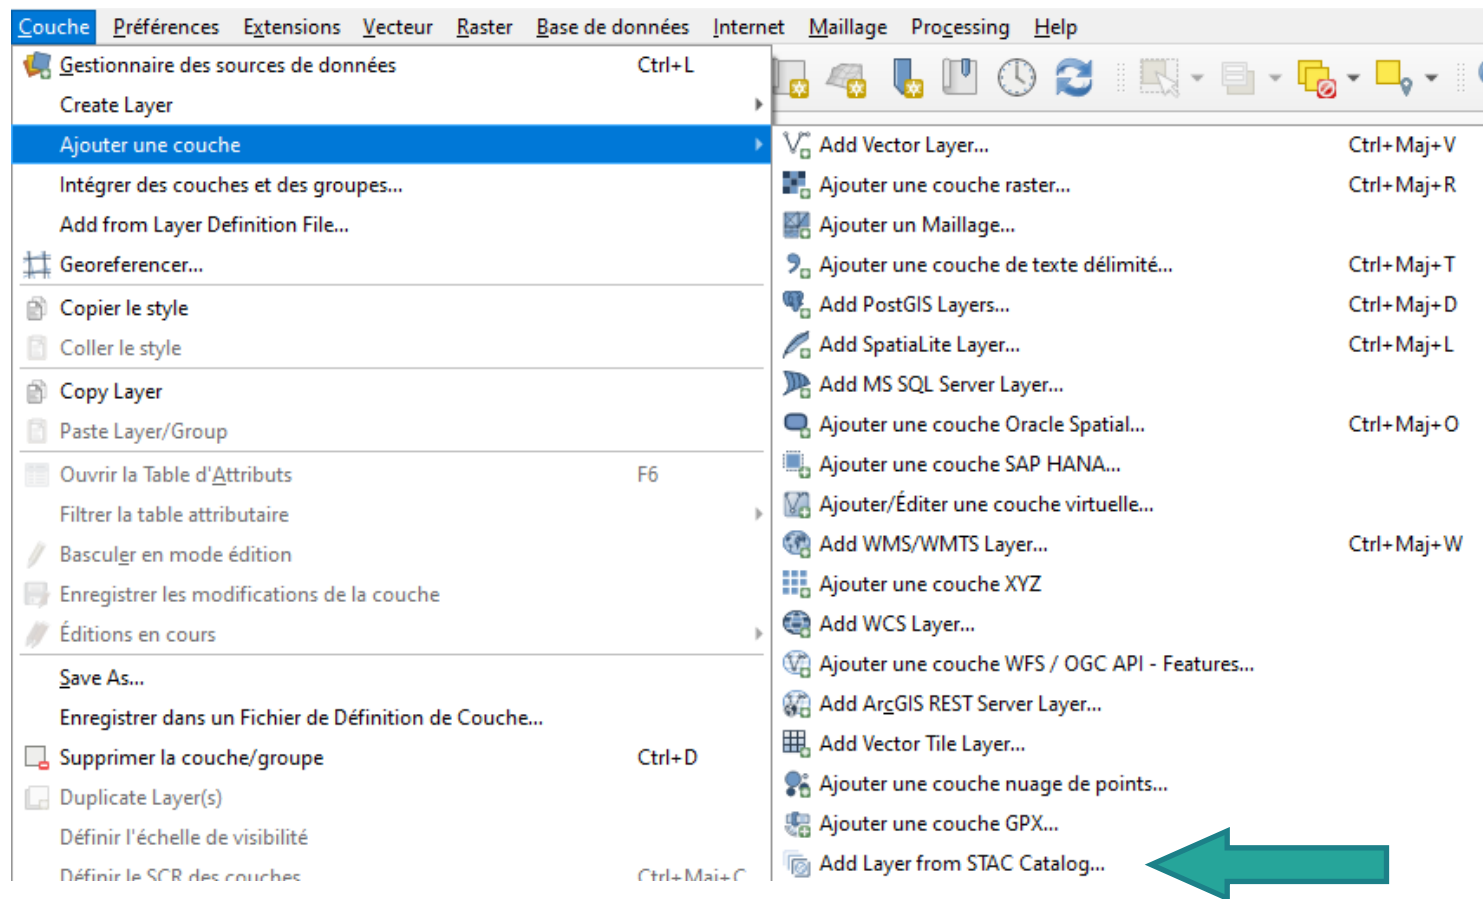 Couche Préférences Extensions Vecteur Raster Base de données Internet Maillage Processing Help
Gestionnaire des sources de données Ctrl+L
Create Layer
Ajouter une couche
Intégrer des couches et des groupes...
Add from Layer Definition File...
Georeferencer...
Copier le style
Coller le style
Copy Layer
Paste Layer/Group
Ouvrir la Table d'Attributs F6
Filtrer la table attributaire
Basculer en mode édition
Enregistrer les modifications de la couche
Éditions en cours
Save As...
Enregistrer dans un Fichier de Définition de Couche...
Supprimer la couche/groupe Ctrl+D
Duplicate Layer(s)
Définir l'échelle de visibilité
Définir le SCR des couches Ctrl+Maj+C
Add Vector Layer... Ctrl+Maj+V
Ajouter une couche raster... Ctrl+Maj+R
Ajouter un Maillage...
Ajouter une couche de texte délimité... Ctrl+Maj+T
Add PostGIS Layers... Ctrl+Maj+D
Add SpatiaLite Layer... Ctrl+Maj+L
Add MS SQL Server Layer...
Ajouter une couche Oracle Spatial... Ctrl+Maj+O
Ajouter une couche SAP HANA...
Ajouter/Éditer une couche virtuelle...
Add WMS/WMTS Layer... Ctrl+Maj+W
Ajouter une couche XYZ
Add WCS Layer...
Ajouter une couche WFS / OGC API - Features...
Add ArcGIS REST Server Layer...
Add Vector Tile Layer...
Ajouter une couche nuage de points...
Ajouter une couche GPX...
Add Layer from STAC Catalog...